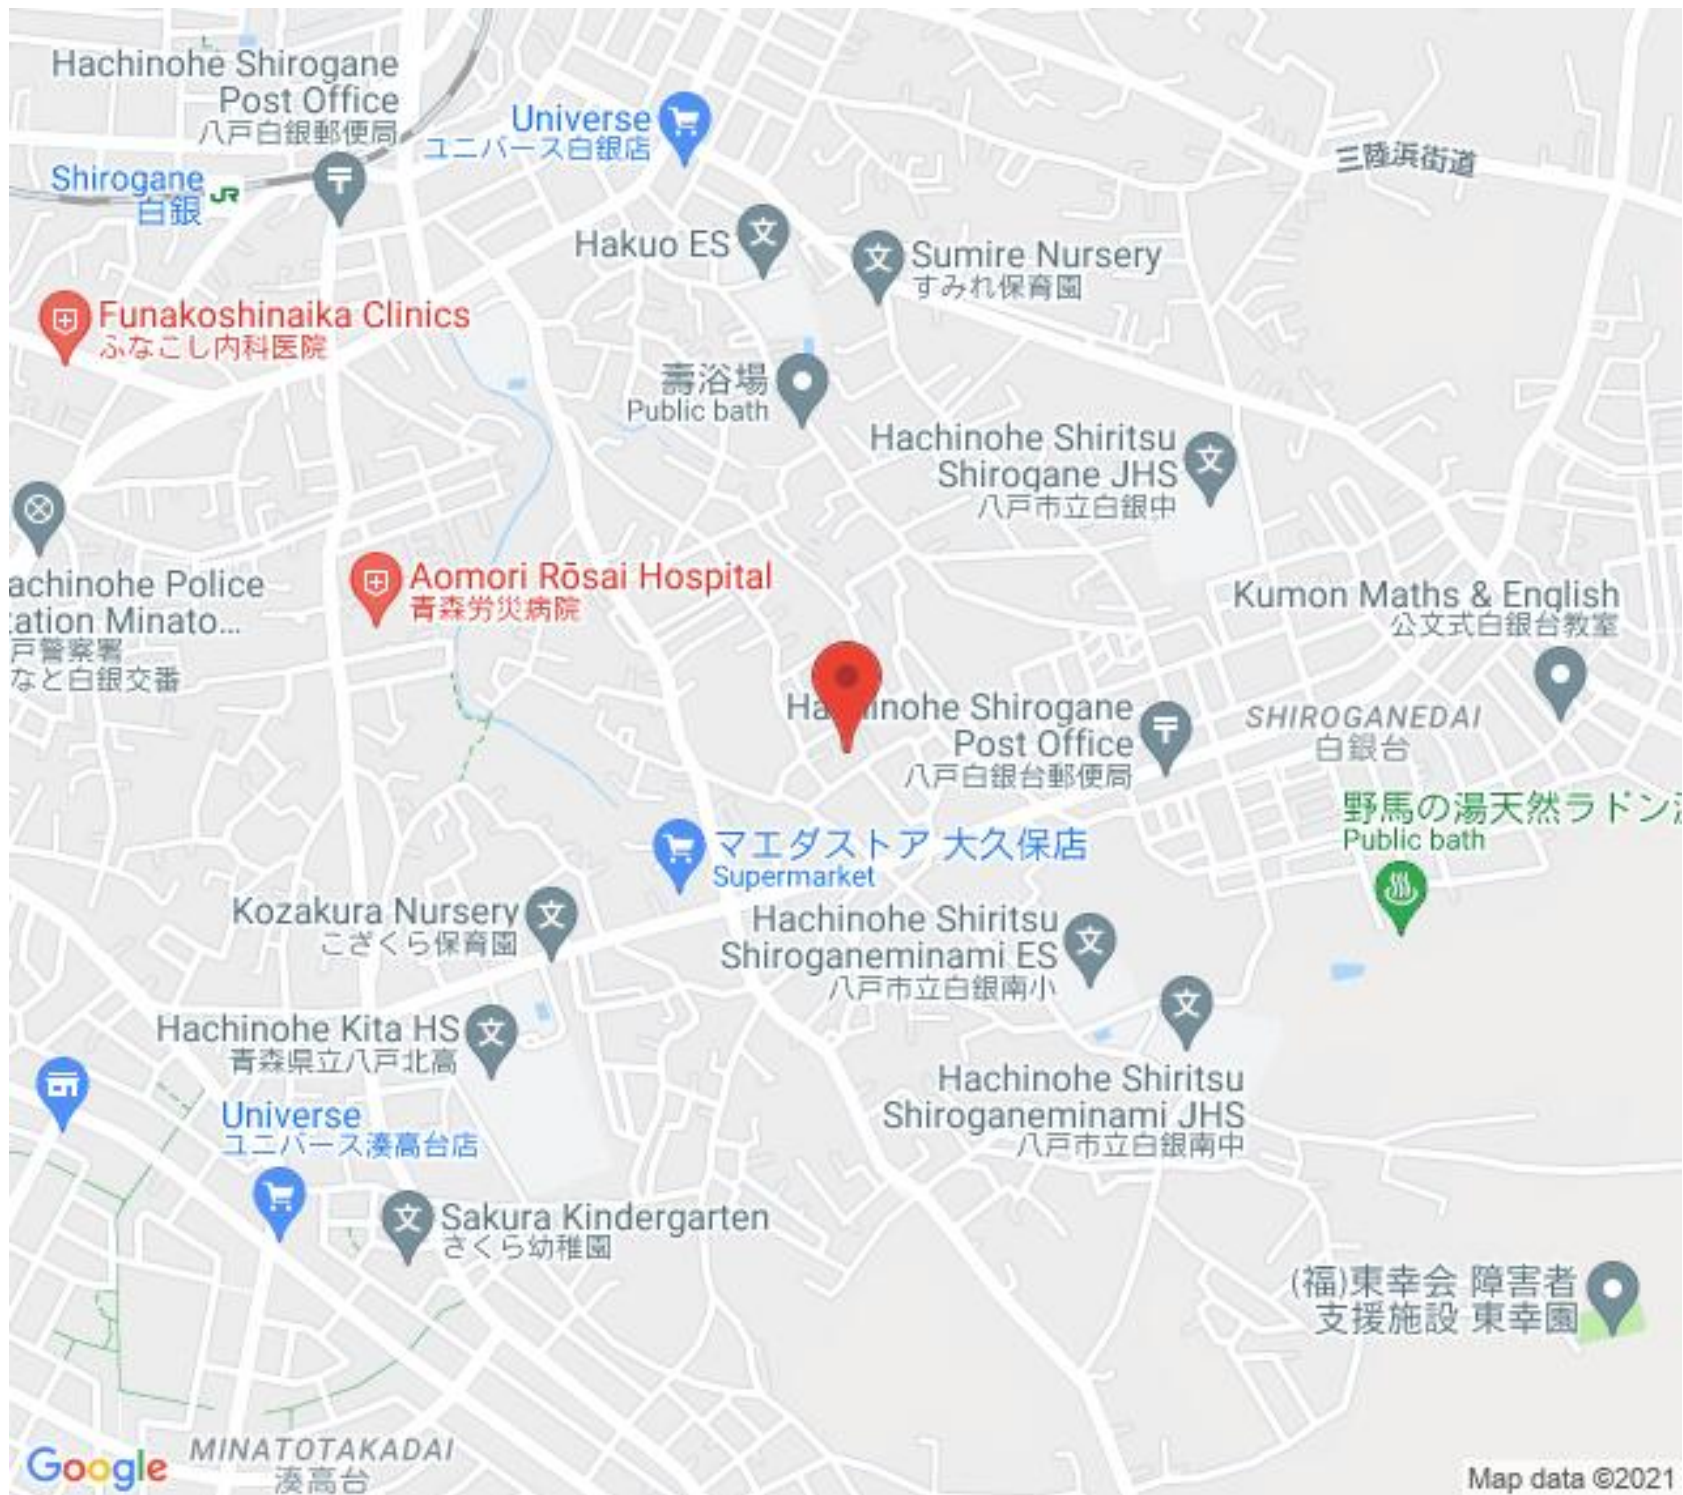 Hachinohe Shirogane
Post Office
八戸白銀郵便局
Universe
ユニバース白銀店
三陸浜街道
Shirogane
白銀
JR
Hakuo ES
Sumire Nursery
すみれ保育園
Funakoshinaika Clinics
ふなこし内科医院
壽浴場
Public bath
Hachinohe Shiritsu
Shirogane JHS
八戸市立白銀中
Aomori Rōsai Hospital
青森労災病院
achinohe Police
tation Minato...
戸警察署
なと白銀交番
Kumon Maths & English
公文式白銀台教室
Hachinohe Shirogane
Post Office
八戸白銀台郵便局
SHIROGANEDAI
白銀台
野馬の湯天然ラドン温
Public bath
マエダストア 大久保店
Supermarket
Kozakura Nursery
こざくら保育園
Hachinohe Shiritsu
Shiroganeminami ES
八戸市立白銀南小
Hachinohe Kita HS
青森県立八戸北高
Hachinohe Shiritsu
Shiroganeminami JHS
八戸市立白銀南中
Universe
ユニバース湊高台店
Sakura Kindergarten
さくら幼稚園
(福)東幸会 障害者
支援施設 東幸園
MINATOTAKADAI
湊高台
Google
Map data ©2021